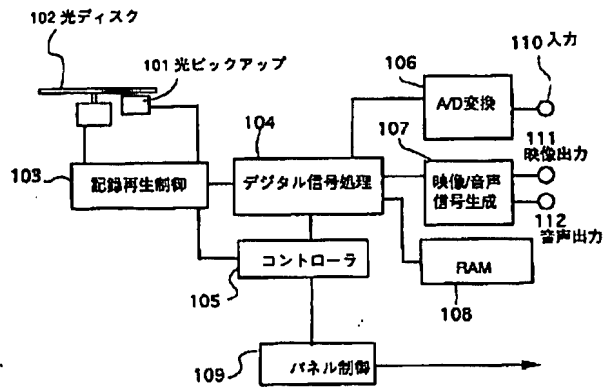 102 光ディスク
101 光ピックアップ
110 入力
106
A/D変換
104
107
111
映像出力
103
記録再生制御
デジタル信号処理
映像/音声
信号生成
112
音声出力
コントローラ
105
RAM
108
109
パネル制御